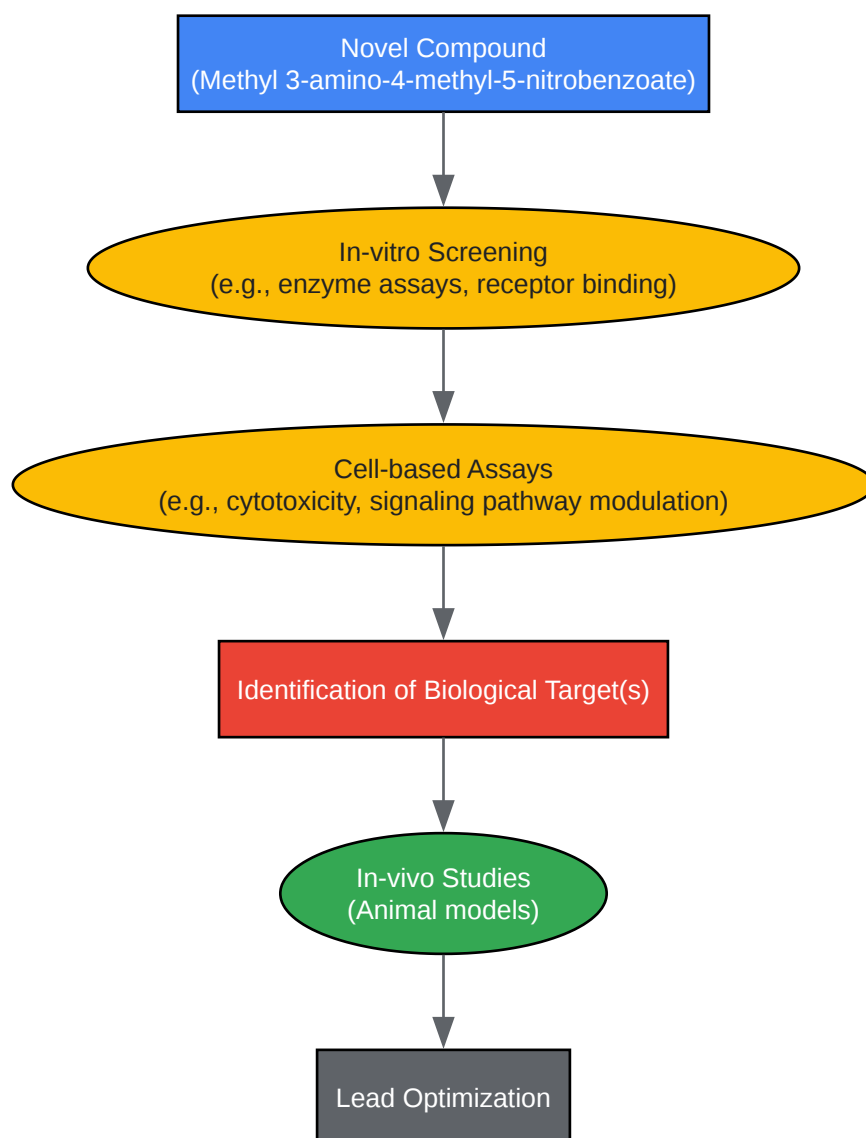 Novel Compound
(Methyl 3-amino-4-methyl-5-nitrobenzoate)
In-vitro Screening
(e.g., enzyme assays, receptor binding)
Cell-based Assays
(e.g., cytotoxicity, signaling pathway modulation)
Identification of Biological Target(s)
In-vivo Studies
(Animal models)
Lead Optimization